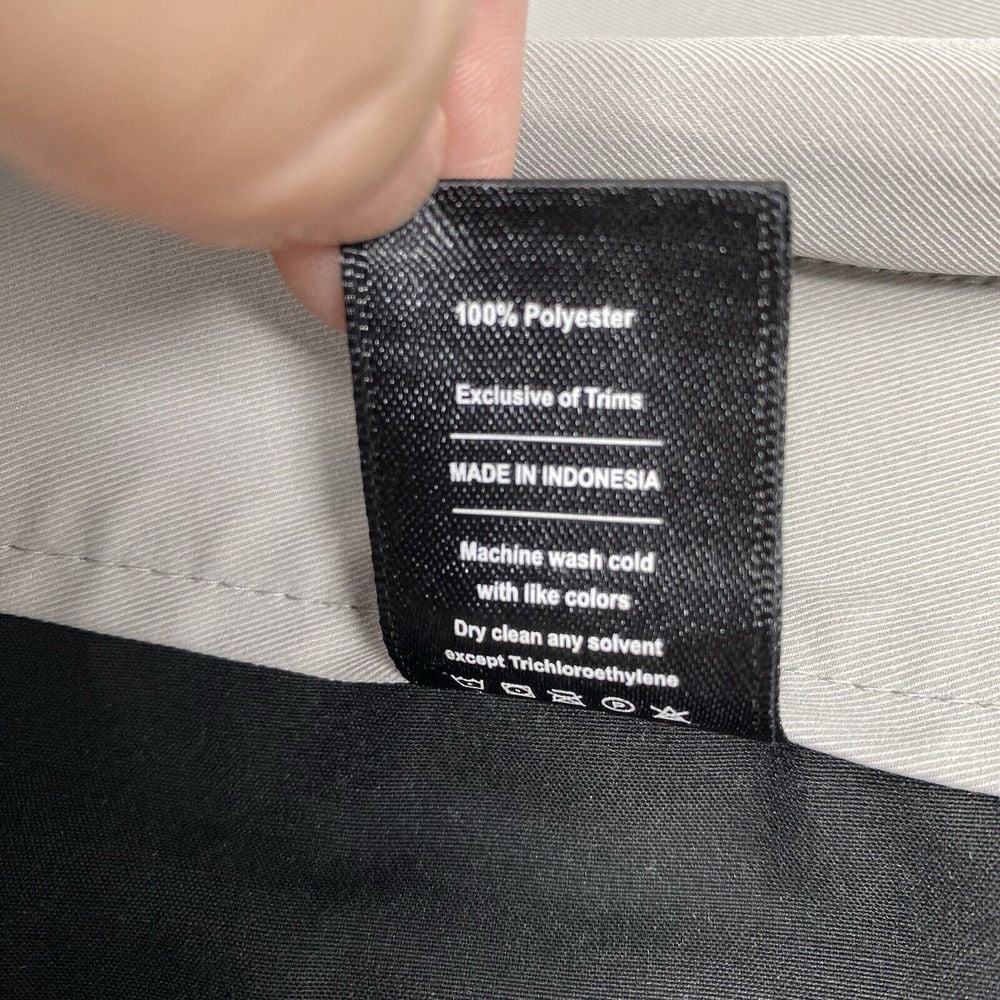 100% Polyester
Exclusive of Trims
MADE IN INDONESIA
Machine wash cold
with like colors
Dry clean any solvent
except Trichloroethylene
P